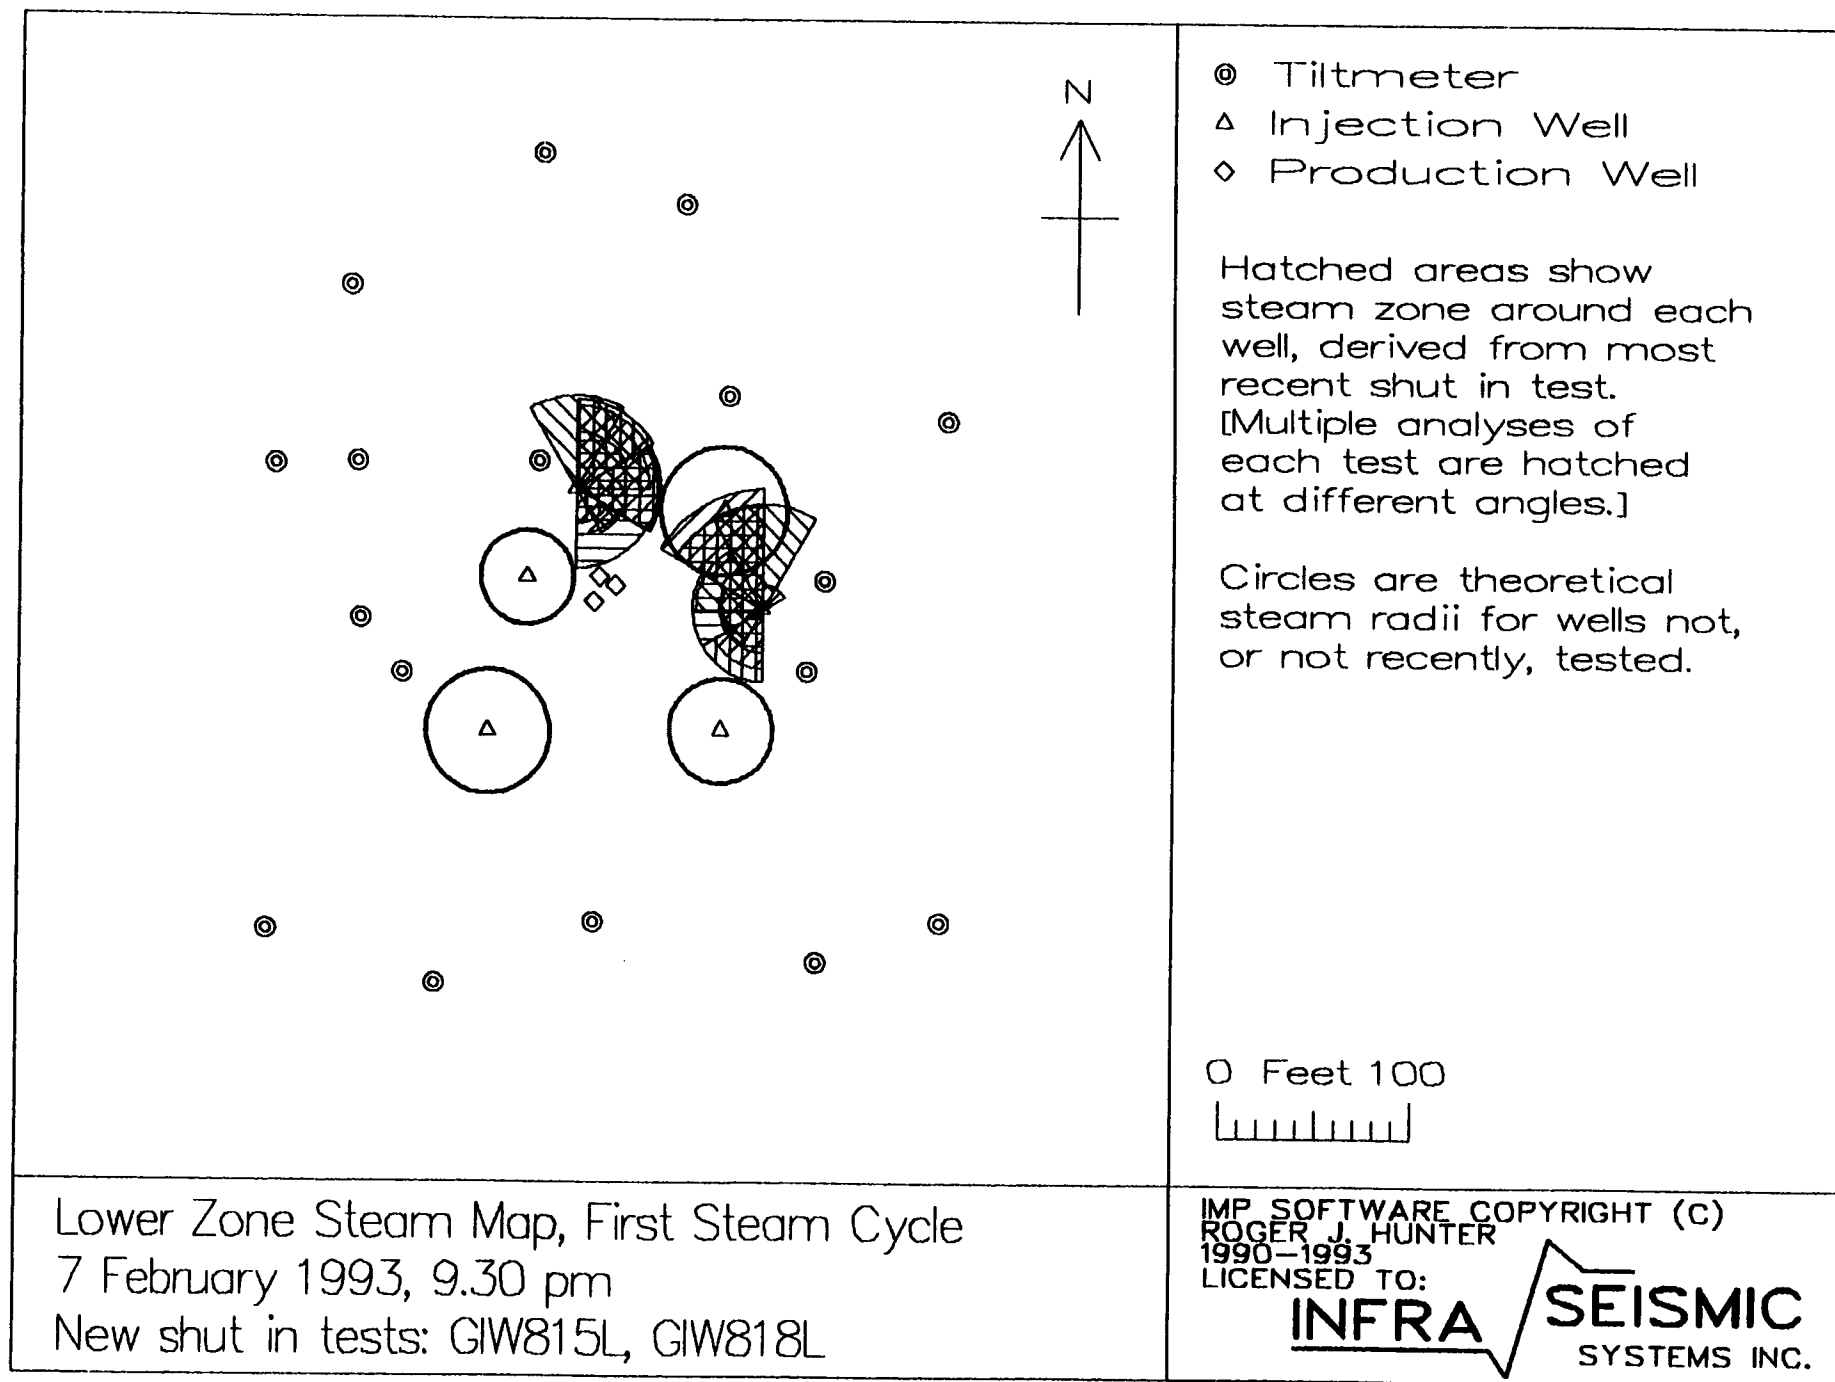 N
Tiltmeter
Injection Well
Production Well
Hatched areas show
steam zone around each
well, derived from most
recent shut in test.
[Multiple analyses of
each test are hatched
at different angles.]
Circles are theoretical
steam radii for wells not,
or not recently, tested.
0 Feet 100
Lower Zone Steam Map, First Steam Cycle
7 February 1993, 9.30 pm
New shut in tests: GIW815L, GIW818L
IMP SOFTWARE COPYRIGHT (C)
ROGER J. HUNTER
1990-1993
LICENSED TO:
INFRA SEISMIC
SYSTEMS INC.